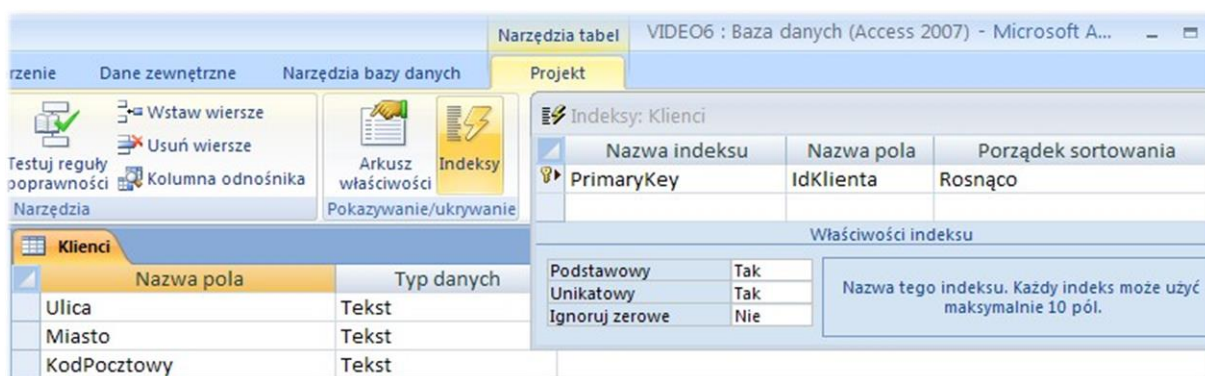 Narzędzia tabel VIDEO6 : Baza danych (Access 2007) - Microsoft A...
rzenie Dane zewnętrzne Narzędzia bazy danych Projekt
Testuj reguły poprawności
Wstaw wiersze
Usuń wiersze
Kolumna odnośnika
Narzędzia
Arkusz właściwości
Indeksy
Pokazywanie/ukrywanie
Indeksy: Klienci
Nazwa indeksu Nazwa pola Porządek sortowania
PrimaryKey IdKlienta Rosnąco
Właściwości indeksu
Podstawowy Tak
Unikatowy Tak
Ignoruj zerowe Nie
Nazwa tego indeksu. Każdy indeks może użyć
maksymalnie 10 pól.
Klienci
Nazwa pola Typ danych
Ulica Tekst
Miasto Tekst
KodPocztowy Tekst